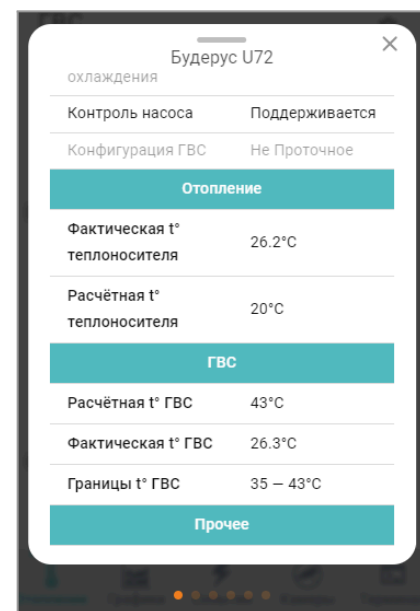 Будерус U72
охлаждения
Контроль насоса Поддерживается
Конфигурация ГВС Не Проточное
Отопление
Фактическая t°
теплоносителя
26.2°C
Расчётная t°
теплоносителя
20°C
ГВС
Расчётная t° ГВС 43°C
Фактическая t° ГВС 26.3°C
Границы t° ГВС 35 — 43°C
Прочее